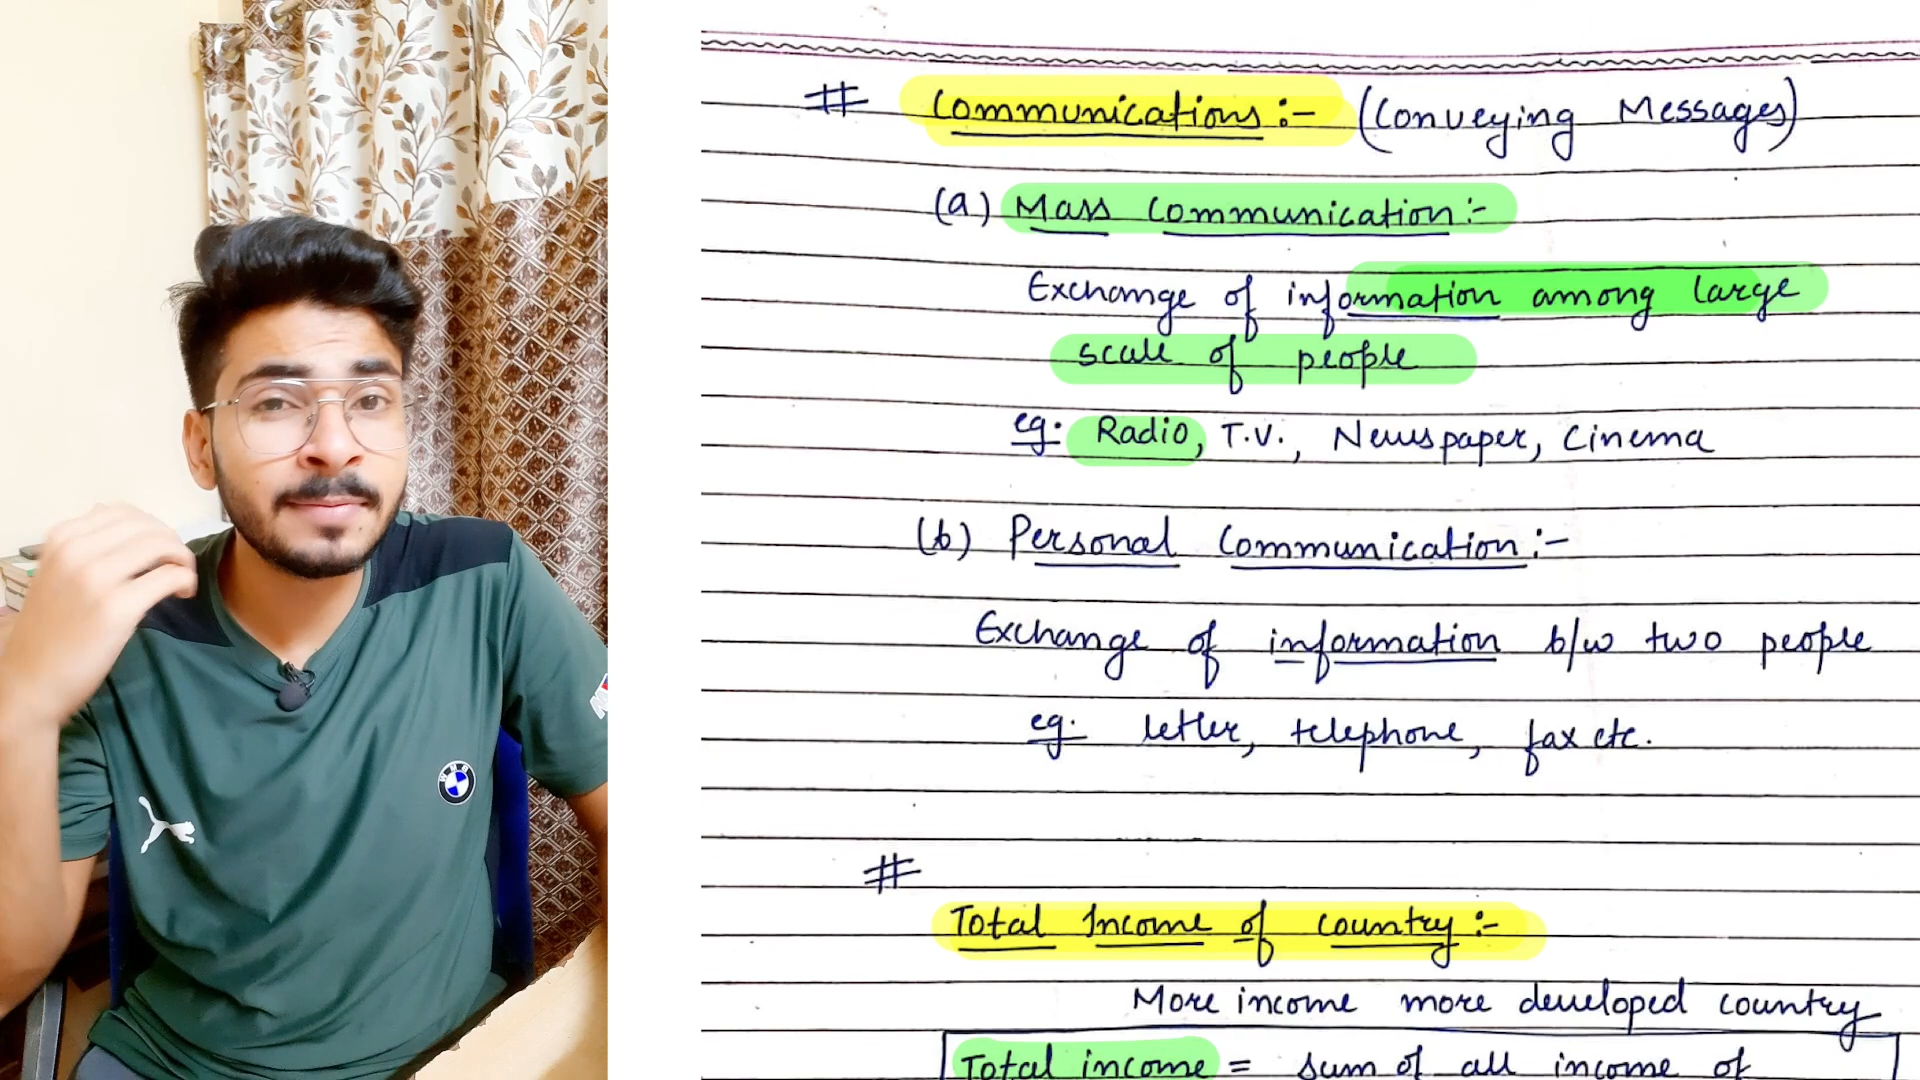 # Communications:- (Conveying Messages)
(a) Mass Communication:-
Exchange of information among large
scale of people
eg: Radio, T.V., Newspaper, Cinema
(b) Personal Communication:-
Exchange of information b/w two people
eg. letter, telephone, fax etc.
#
Total Income of country:-
More income more developed country
Total income = sum of all income of
BMW